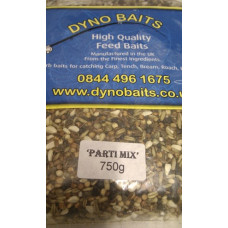 DYNO BAITS
High Quality
Feed Baits
Manufactured in the UK
From the Finest Ingredients.
baits for catching Carp, Tench, Bream, Roach,
0844 496 1675
www.dynobaits.co.u
'PARTI MIX'
750g